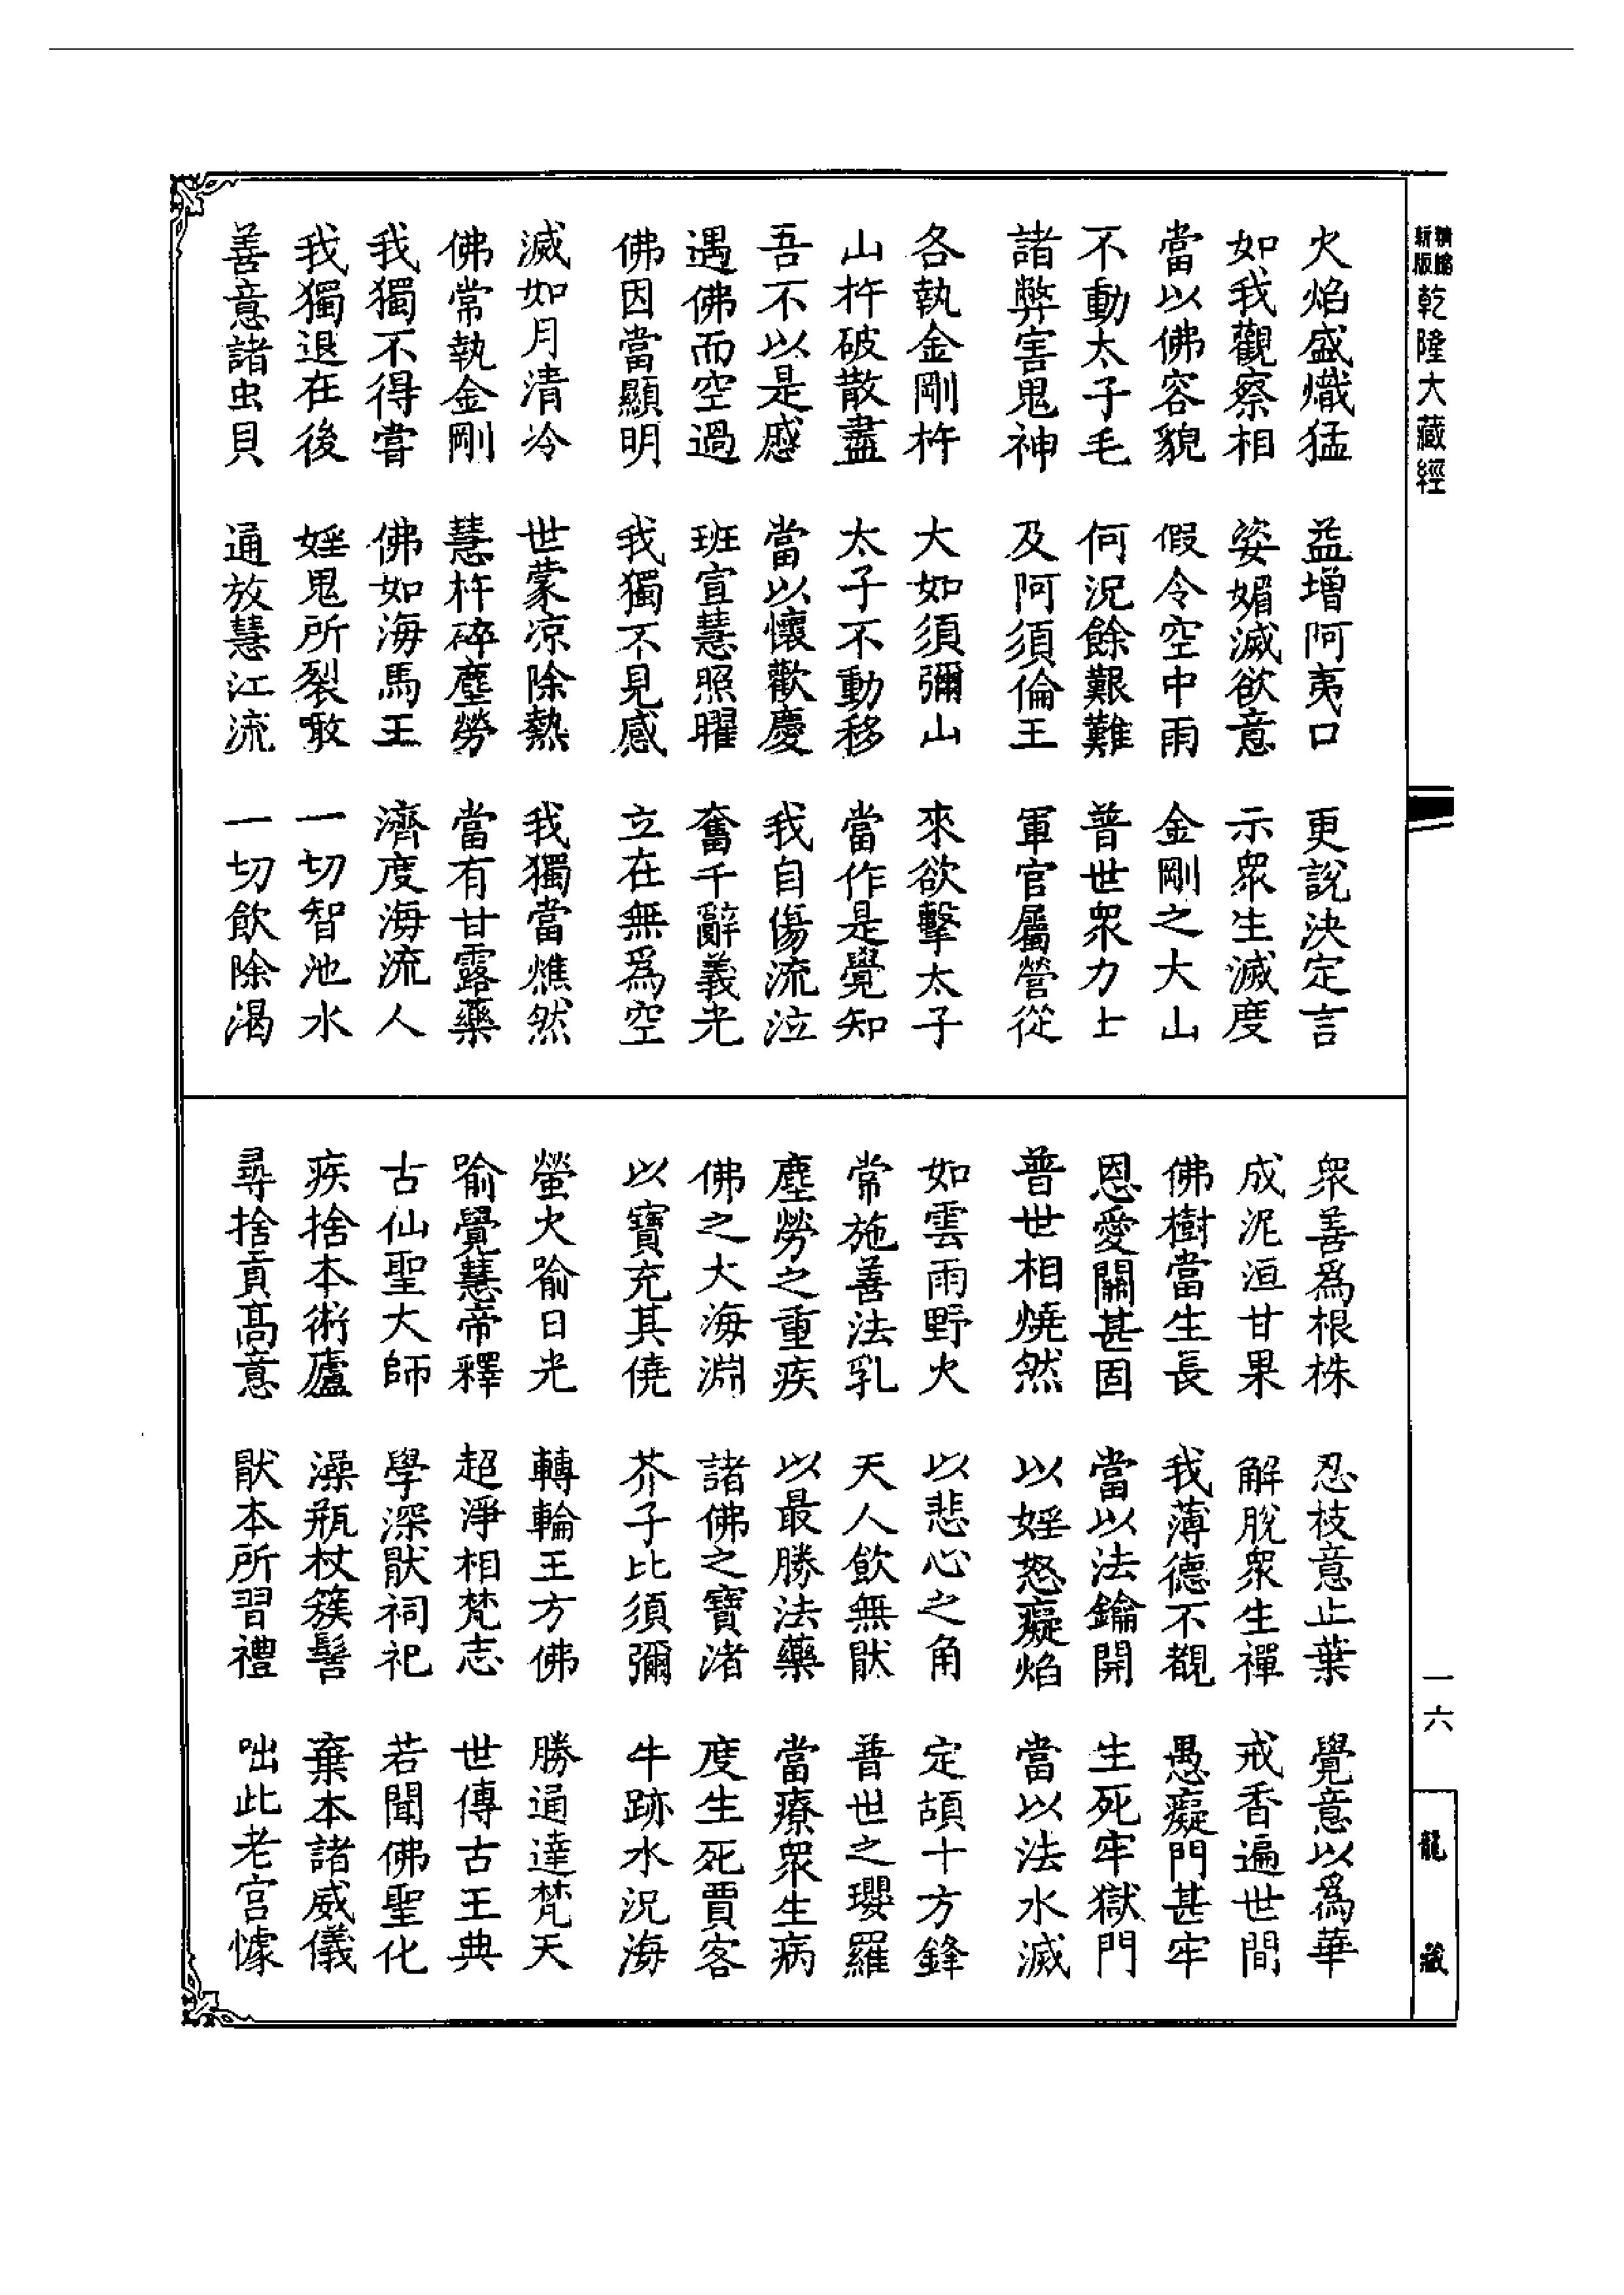 精縮新版乾隆大藏經
火焰盛熾猛 益增阿夷口 更說決定言
如我觀察相 姿媚滅欲意 示眾生滅度
當以佛容貌 假令空中雨 金剛之大山
不動太子毛 何況餘艱難 普世眾力士
諸弊害鬼神 及阿須倫王 軍官屬營從
各執金剛杵 大如須彌山 來欲擊太子
山杵破散盡 太子不動移 當作是覺知
吾不以是慼 當以懷歡慶 我自傷流泣
遇佛而空過 班宣慧照曜 奮千辭義光
佛因當顯明 我獨不見感 立在無為空
滅如月清冷 世蒙凉除熱 我獨當燋然
佛常執金剛 慧杵碎塵勞 當有甘露藥
我獨不得嘗 佛如海馬王 濟度海流人
我獨退在後 婬鬼所裂噉 一切智池水
善意諸虫貝 通放慧江流 一切飲除渴
眾善為根株 忍枝意止葉 覺意以為華
成泥洹甘果 解脫眾生禪 戒香遍世間
佛樹當生長 我薄德不覩 愚癡門甚牢
恩愛關甚固 當以法鑰開 生死牢獄門
普世相燒然 以婬怒癡焰 當以法水滅
如雲雨野火 以悲心之角 定頡十方鋒
常施善法乳 天人飲無猒 普世之瓔羅
塵勞之重疾 以最勝法藥 當療眾生病
佛之大海淵 諸佛之寶渚 度生死賈客
以寶充其僥 芥子比須彌 牛跡水況海
螢火喻日光 轉輪王方佛 勝通達梵天
喻覺慧帝釋 超淨相梵志 世傳古王典
古仙聖大師 學深猒祠祀 若聞佛聖化
疾捨本術廬 澡瓶杖簇髻 棄本諸威儀
尋捨貢高意 猒本所習禮 咄此老宮懅
一六
龍藏